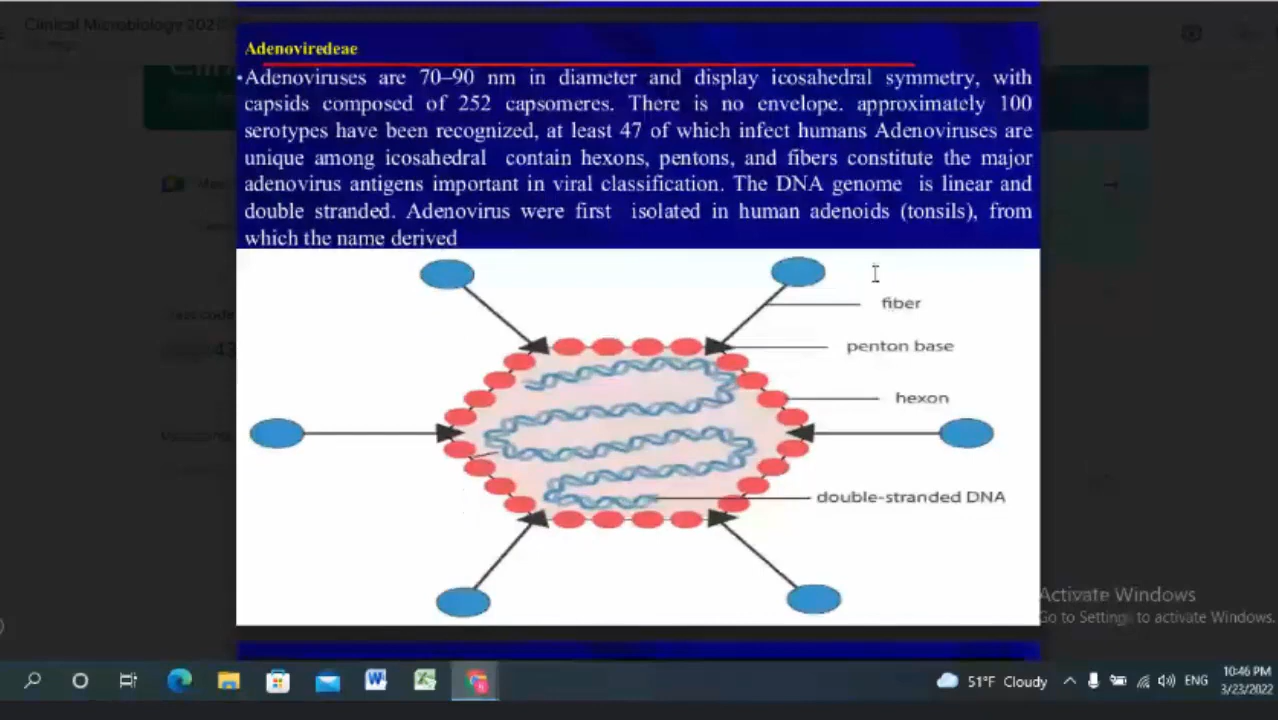 Clinical Microbiology 202
Adenoviredeae
•Adenoviruses are 70–90 nm in diameter and display icosahedral symmetry, with
capsids composed of 252 capsomeres. There is no envelope. approximately 100
serotypes have been recognized, at least 47 of which infect humans Adenoviruses are
unique among icosahedral contain hexons, pentons, and fibers constitute the major
adenovirus antigens important in viral classification. The DNA genome is linear and
double stranded. Adenovirus were first isolated in human adenoids (tonsils), from
which the name derived
fiber
penton base
hexon
double-stranded DNA
Activate Windows
Go to Settings to activate Windows.
51°F Cloudy
ENG
10:46 PM
3/23/2022